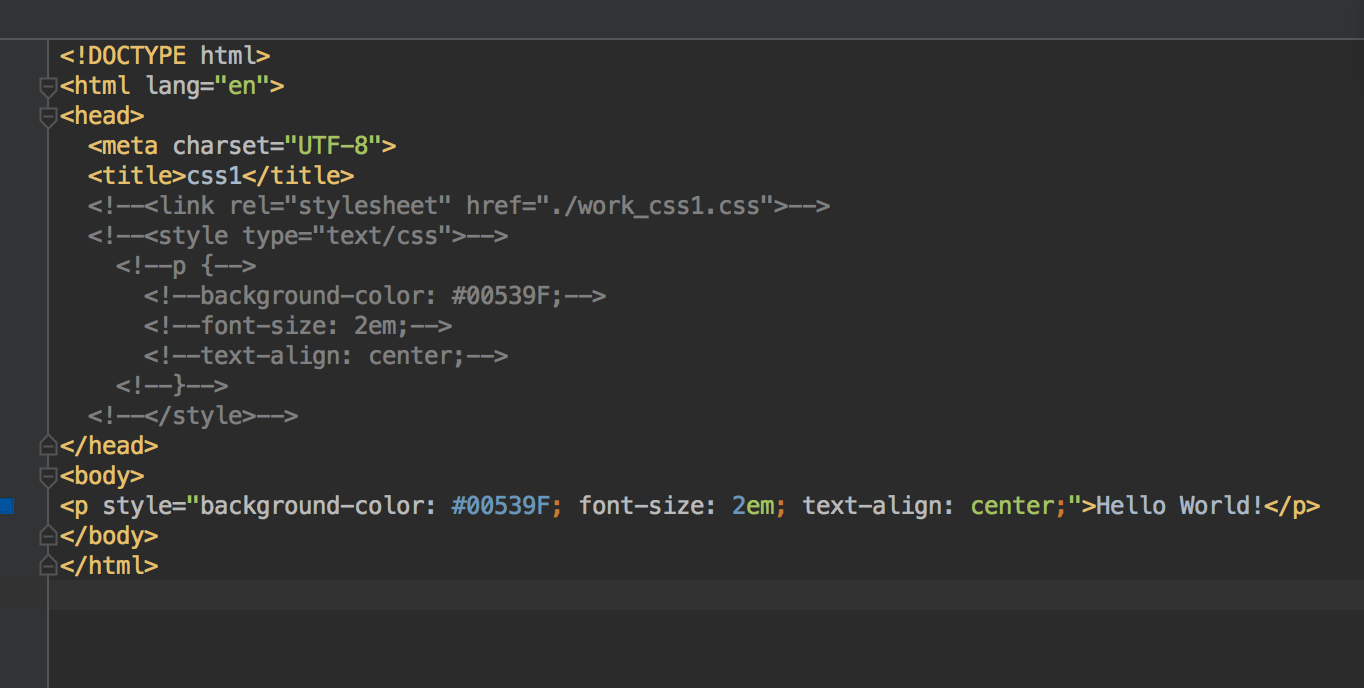 <!DOCTYPE html>
<html lang="en">
<head>
  <meta charset="UTF-8">
  <title>css1</title>
  <!--<link rel="stylesheet" href="./work_css1.css">-->
  <!--<style type="text/css">-->
    <!--p {-->
      <!--background-color: #00539F;-->
      <!--font-size: 2em;-->
      <!--text-align: center;-->
    <!--}-->
  <!--</style>-->
</head>
<body>
<p style="background-color: #00539F; font-size: 2em; text-align: center;">Hello World!</p>
</body>
</html>